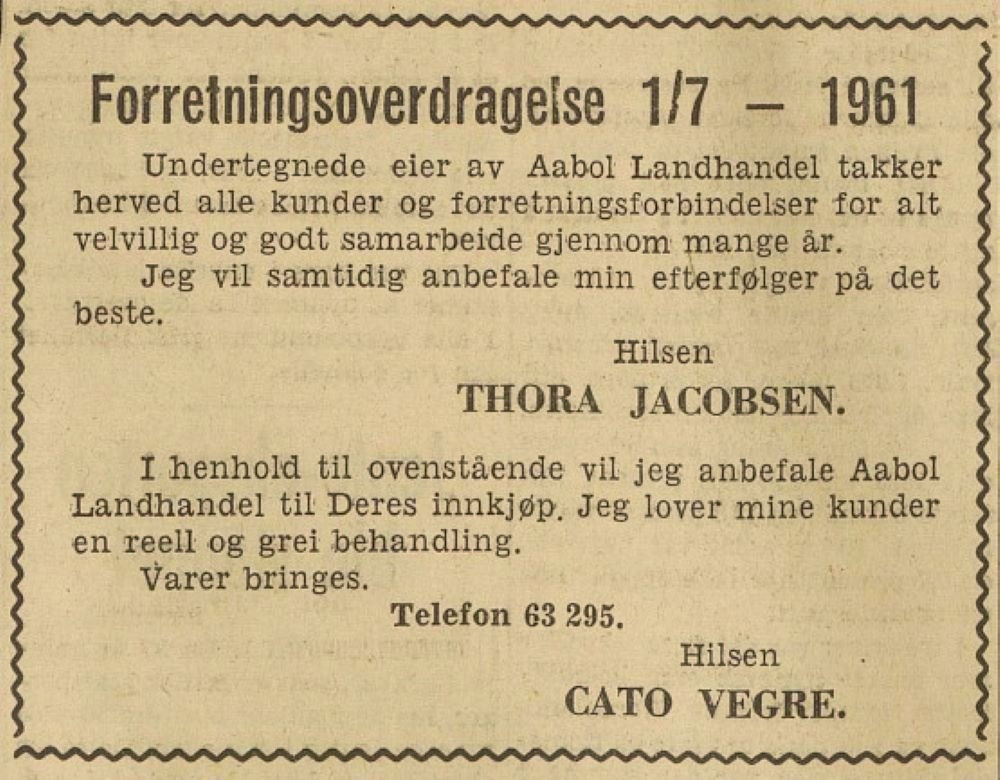 Forretningsoverdragelse 1/7 — 1961
Undertegnede eier av Aabol Landhandel takker
herved alle kunder og forretningsforbindelser for alt
velvillig og godt samarbeide gjennom mange år.
Jeg vil samtidig anbefale min efterfølger på det
beste.
Hilsen
THORA JACOBSEN.
I henhold til ovenstående vil jeg anbefale Aabol
Landhandel til Deres innkjøp. Jeg lover mine kunder
en reell og grei behandling.
Varer bringes.
Telefon 63 295.
Hilsen
CATO VEGRE.